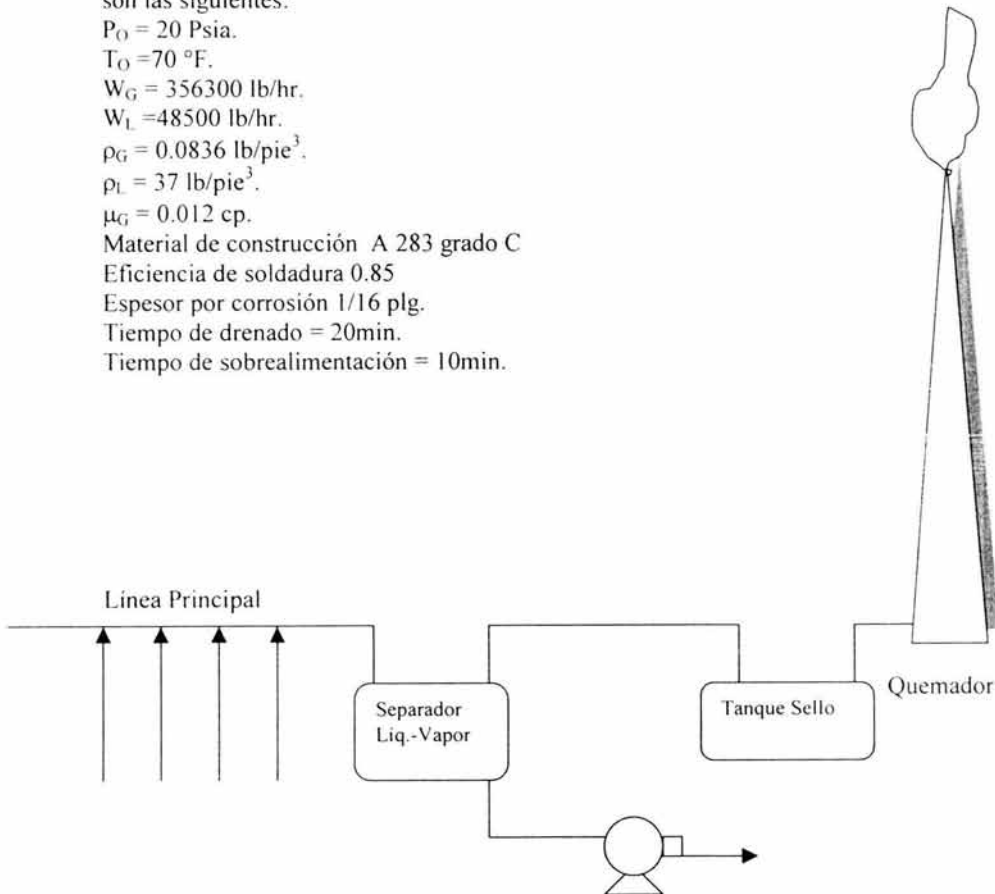 son las siguientes:
P_O = 20 Psia.
T_O =70 °F.
W_G = 356300 lb/hr.
W_L =48500 lb/hr.
ρ_G = 0.0836 lb/pie³.
ρ_L = 37 lb/pie³.
μ_G = 0.012 cp.
Material de construcción A 283 grado C
Eficiencia de soldadura 0.85
Espesor por corrosión 1/16 plg.
Tiempo de drenado = 20min.
Tiempo de sobrealimentación = 10min.
Línea Principal
Separador
Liq.-Vapor
Tanque Sello
Quemador